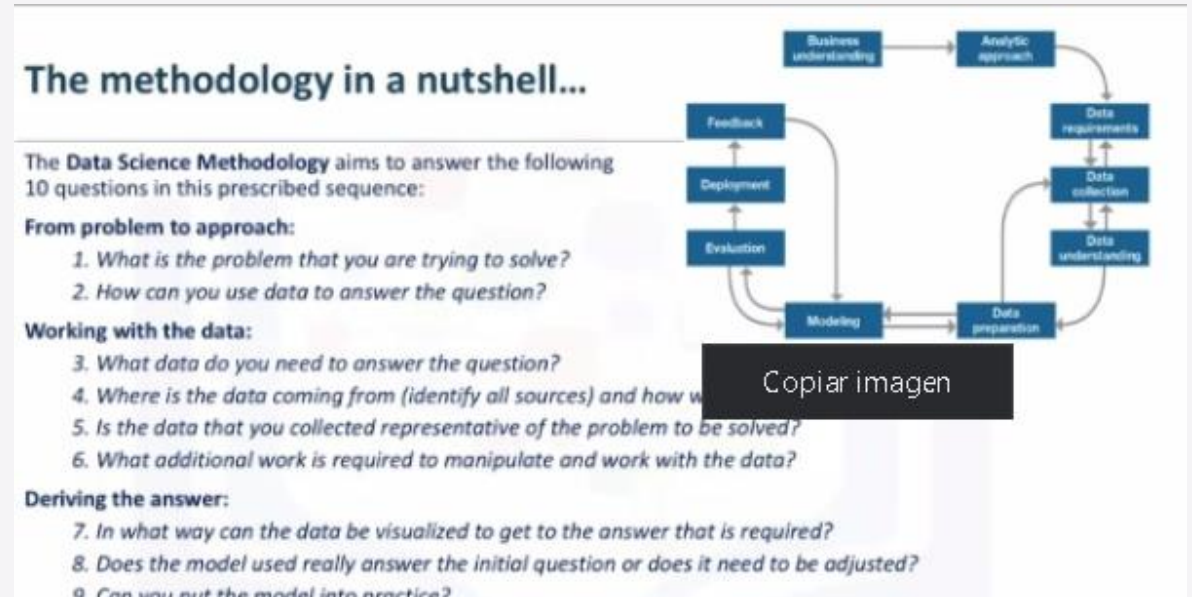 The methodology in a nutshell...
The Data Science Methodology aims to answer the following
10 questions in this prescribed sequence:
From problem to approach:
1. What is the problem that you are trying to solve?
2. How can you use data to answer the question?
Working with the data:
3. What data do you need to answer the question?
4. Where is the data coming from (identify all sources) and how w
5. Is the data that you collected representative of the problem to be solved?
6. What additional work is required to manipulate and work with the data?
Deriving the answer:
7. In what way can the data be visualized to get to the answer that is required?
8. Does the model used really answer the initial question or does it need to be adjusted?
9. Can you put the model into practice?
Business
understanding
Analytic
approach
Data
requirements
Data
collection
Data
understanding
Data
preparation
Modeling
Evaluation
Deployment
Feedback
Copiar imagen